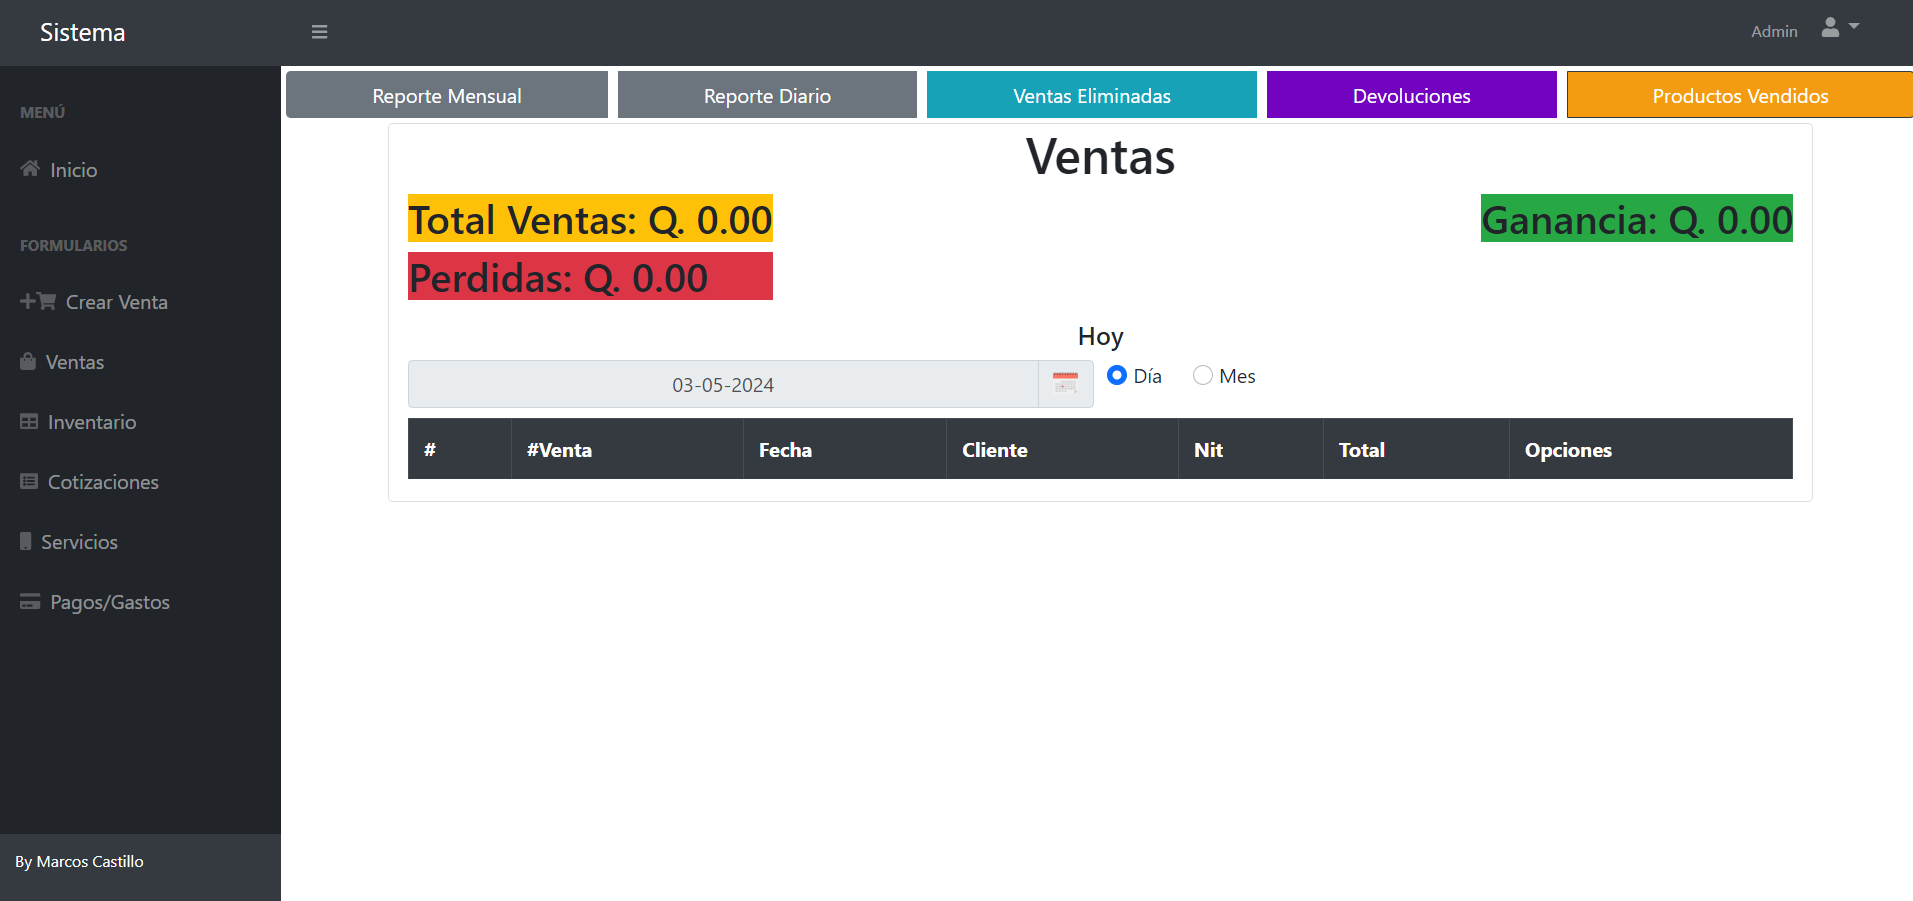 Sistema
Admin
MENÚ
Inicio
FORMULARIOS
Crear Venta
Ventas
Inventario
Cotizaciones
Servicios
Pagos/Gastos
By Marcos Castillo
Reporte Mensual
Reporte Diario
Ventas Eliminadas
Devoluciones
Productos Vendidos
Ventas
Total Ventas: Q. 0.00
Ganancia: Q. 0.00
Perdidas: Q. 0.00
Hoy
03-05-2024
Día
Mes
# #Venta Fecha Cliente Nit Total Opciones